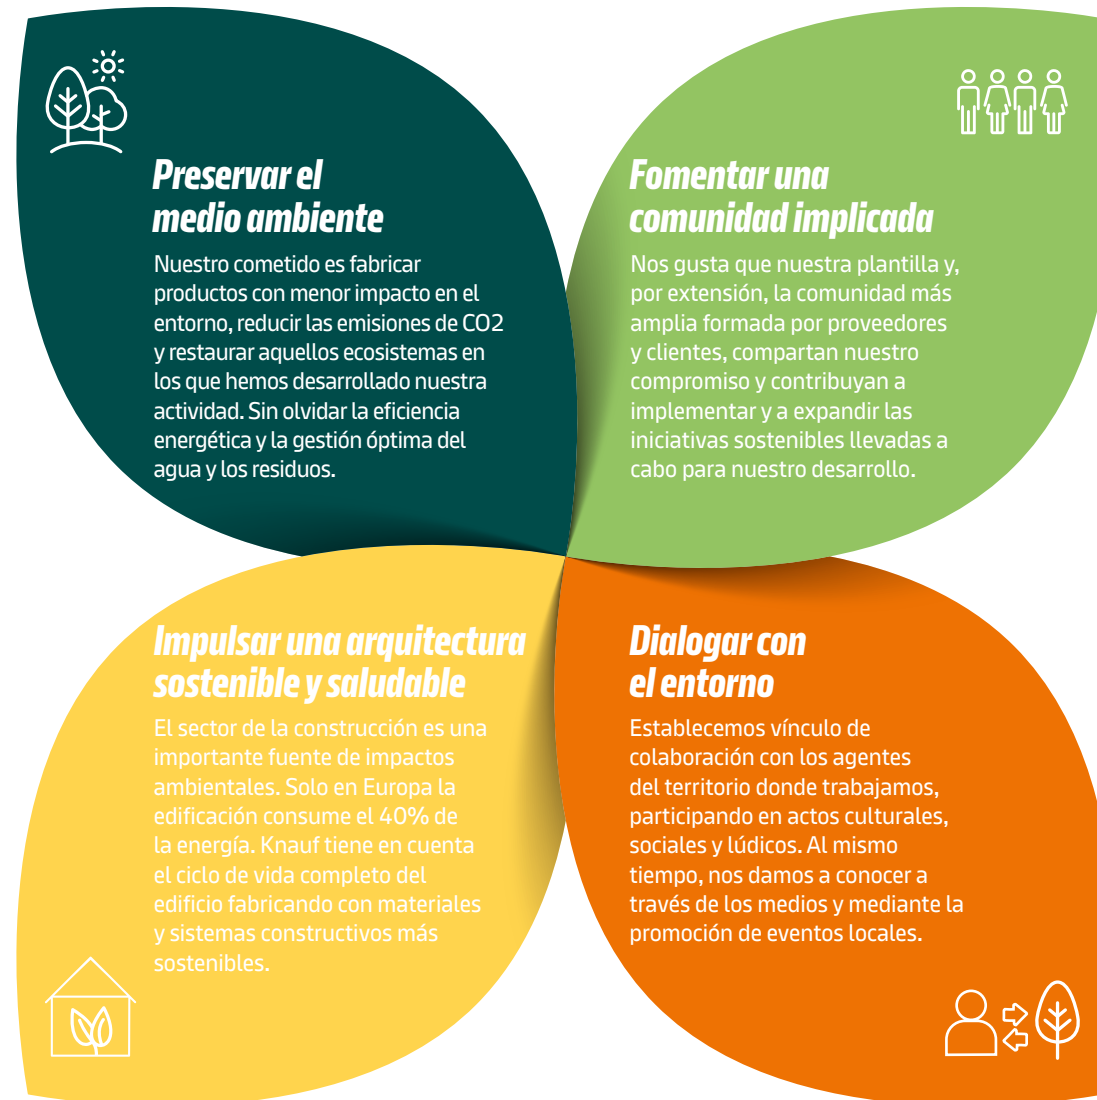 Preservar el
medio ambiente
Nuestro cometido es fabricar
productos con menor impacto en el
entorno, reducir las emisiones de CO2
y restaurar aquellos ecosistemas en
los que hemos desarrollado nuestra
actividad. Sin olvidar la eficiencia
energética y la gestión óptima del
agua y los residuos.
Fomentar una
comunidad implicada
Nos gusta que nuestra plantilla y,
por extensión, la comunidad más
amplia formada por proveedores
y clientes, compartan nuestro
compromiso y contribuyan a
implementar y a expandir las
iniciativas sostenibles llevadas a
cabo para nuestro desarrollo.
Impulsar una arquitectura
sostenible y saludable
El sector de la construcción es una
importante fuente de impactos
ambientales. Solo en Europa la
edificación consume el 40% de
la energía. Knauf tiene en cuenta
el ciclo de vida completo del
edificio fabricando con materiales
y sistemas constructivos más
sostenibles.
Dialogar con
el entorno
Establecemos vínculo de
colaboración con los agentes
del territorio donde trabajamos,
participando en actos culturales,
sociales y lúdicos. Al mismo
tiempo, nos damos a conocer a
través de los medios y mediante la
promoción de eventos locales.